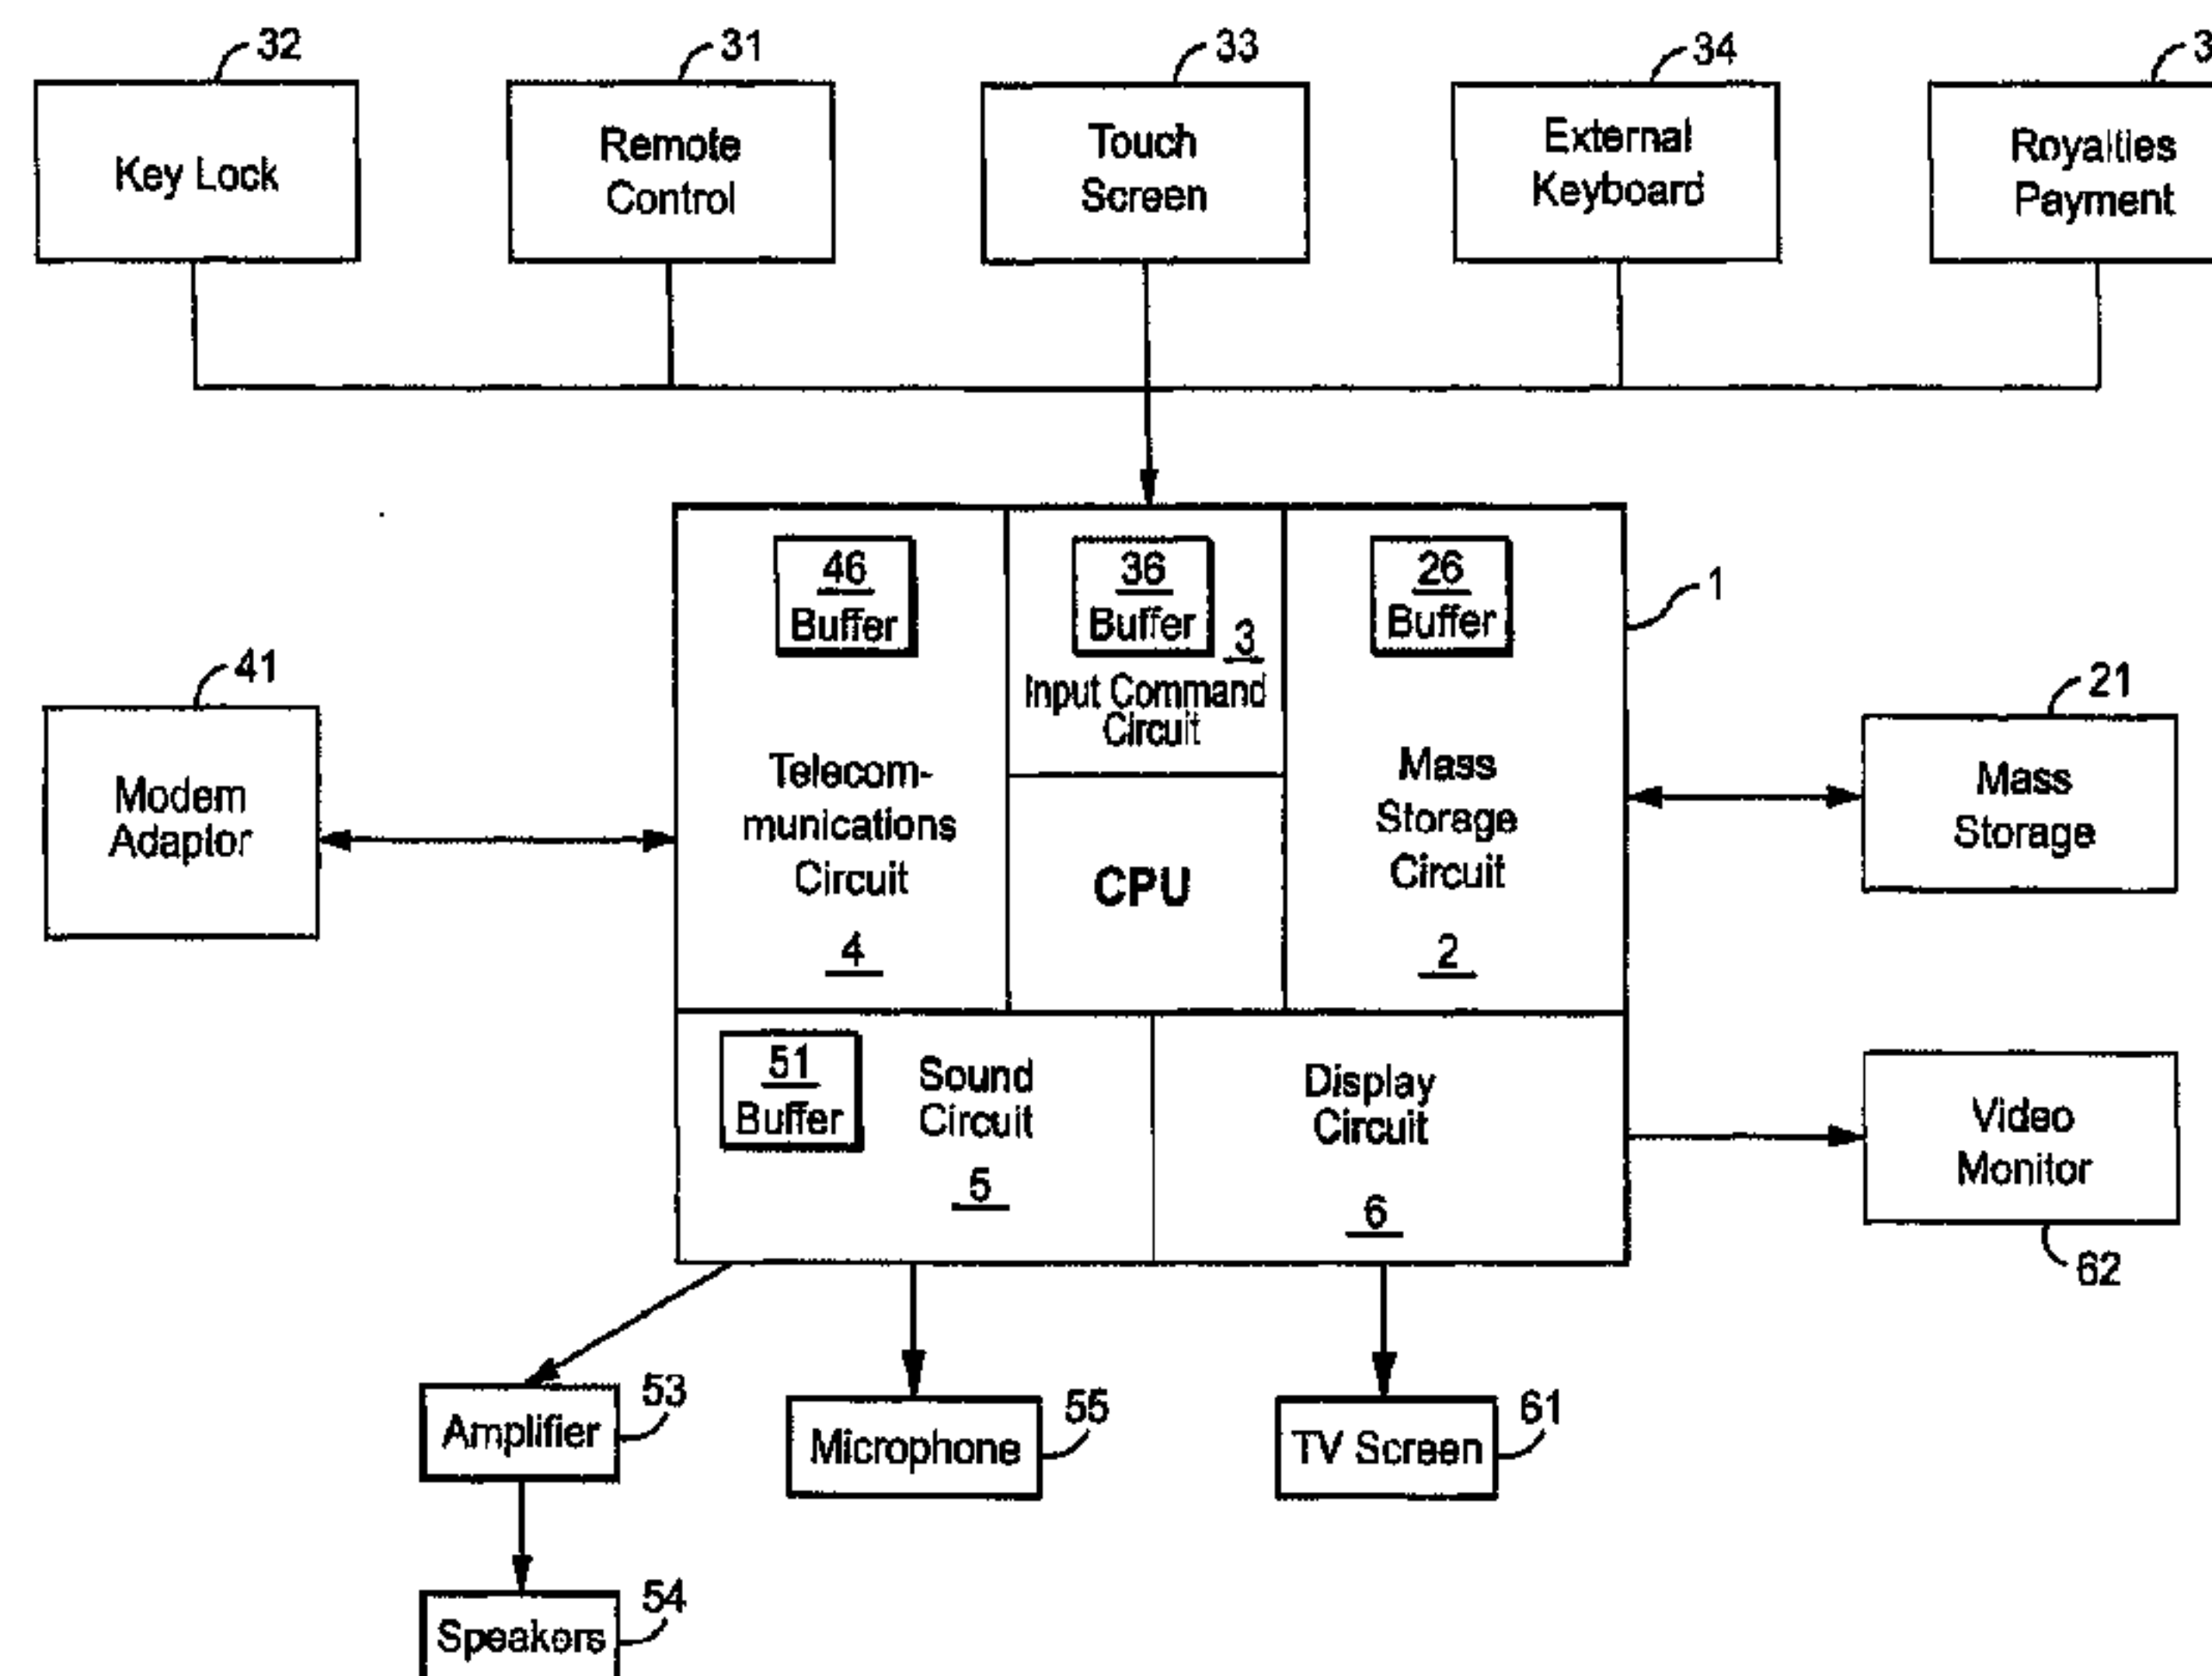 32
31
33
34
3
Key Lock
Remote
Control
Touch
Screen
External
Keyboard
Royalties
Payment
46
Buffer
36
Buffer
3
Input Command
Circuit
26
Buffer
1
41
Modem
Adaptor
Telecom-
munications
Circuit
4
CPU
Mass
Storage
Circuit
2
21
Mass
Storage
51
Buffer
Sound
Circuit
5
Display
Circuit
6
Video
Monitor
62
Amplifier
53
Microphone
55
TV Screen
61
Speakers
54